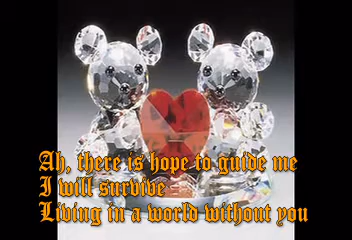 Ah, there is hope to guide me
I will survive
Living in a world without you